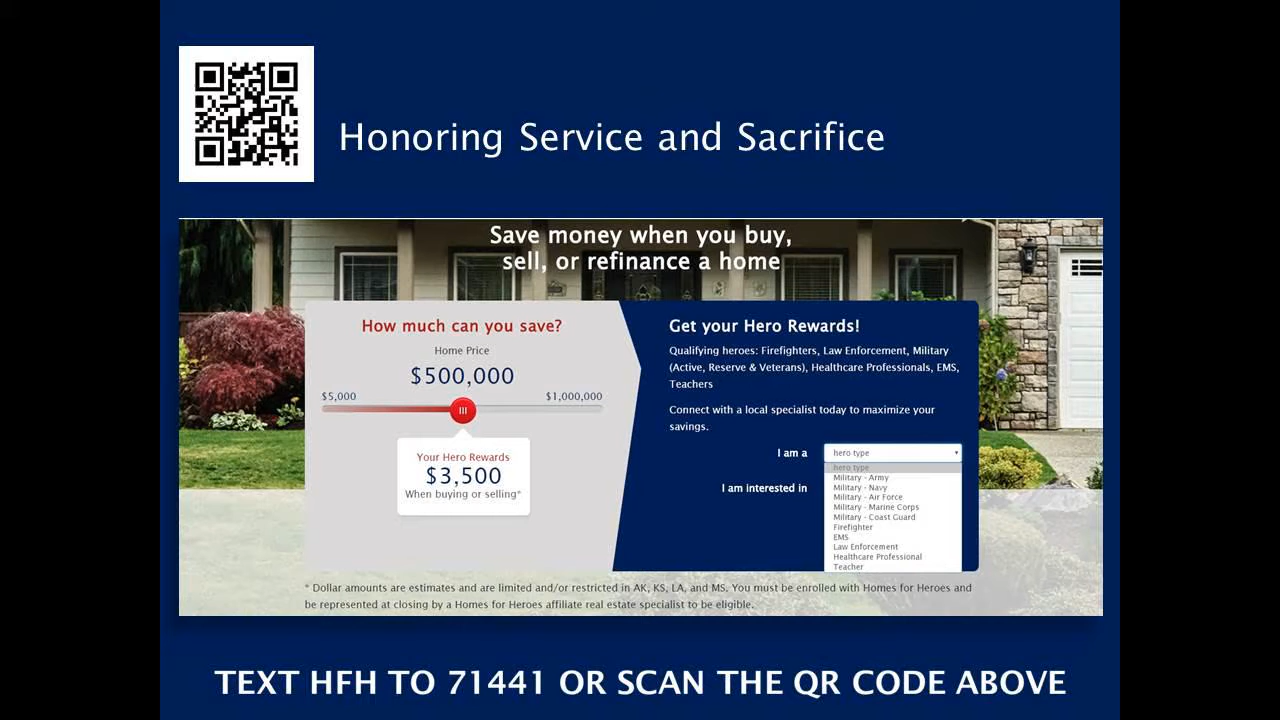 Honoring Service and Sacrifice
Save money when you buy,
sell, or refinance a home
How much can you save?
Home Price
$500,000
$5,000
$1,000,000
Your Hero Rewards
$3,500
When buying or selling*
Get your Hero Rewards!
Qualifying heroes: Firefighters, Law Enforcement, Military
(Active, Reserve & Veterans), Healthcare Professionals, EMS,
Teachers
Connect with a local specialist today to maximize your
savings.
I am a
hero type
hero type
Military - Army
Military - Navy
Military - Air Force
Military - Marine Corps
Military - Coast Guard
Firefighter
EMS
Law Enforcement
Healthcare Professional
Teacher
I am interested in
* Dollar amounts are estimates and are limited and/or restricted in AK, KS, LA, and MS. You must be enrolled with Homes for Heroes and
be represented at closing by a Homes for Heroes affiliate real estate specialist to be eligible.
TEXT HFH TO 71441 OR SCAN THE QR CODE ABOVE